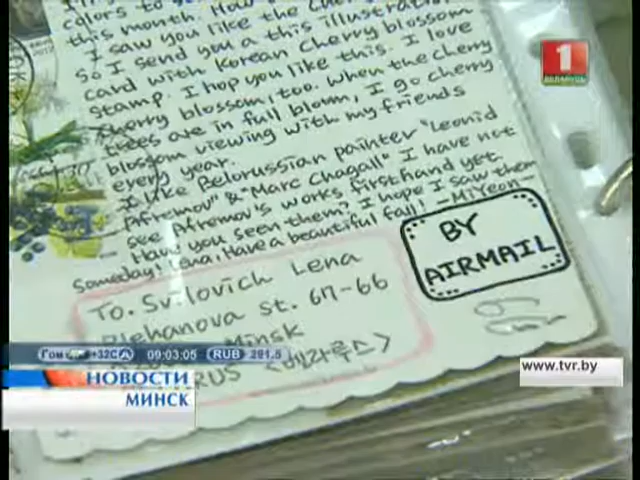 colors to
this month. How
I saw you like the
So I send you a this illustration
card with Korean Cherry blossom
stamp. I hop you like this. I love
cherry blossom, too. When the cherry
trees are in full bloom, I go cherry
blossom viewing with my friends
every year.
I like Belorussian painter "Leonid
Afremov" & "Marc Chagall" I have not
see Afremov's works firsthand yet.
Have you seen them? I hope I saw them
Someday! Lena, Have a beautiful fall! -MiYeon-
BY
AIRMAIL
To. Svilovich Lena
Plehanova St. 67-66
Minsk
RUS <벨라루스>
1
БЕЛАРУСЬ
+32C
09:03:05
RUB 281.5
НОВОСТИ
МИНСК
www.tvr.by